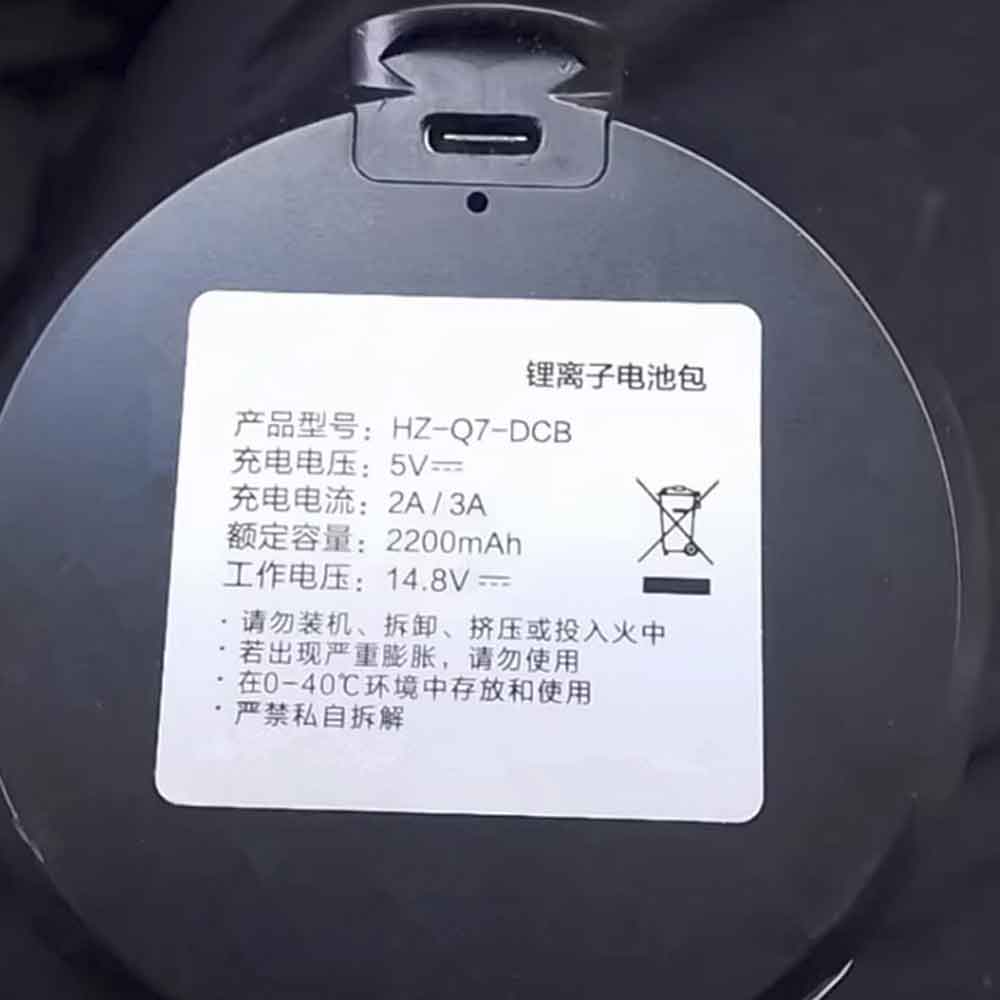 锂离子电池包
产品型号：HZ-Q7-DCB
充电电压：5V⎓
充电电流：2A / 3A
额定容量：2200mAh
工作电压：14.8V⎓
· 请勿装机、拆卸、挤压或投入火中
· 若出现严重膨胀，请勿使用
· 在0-40℃环境中存放和使用
· 严禁私自拆解